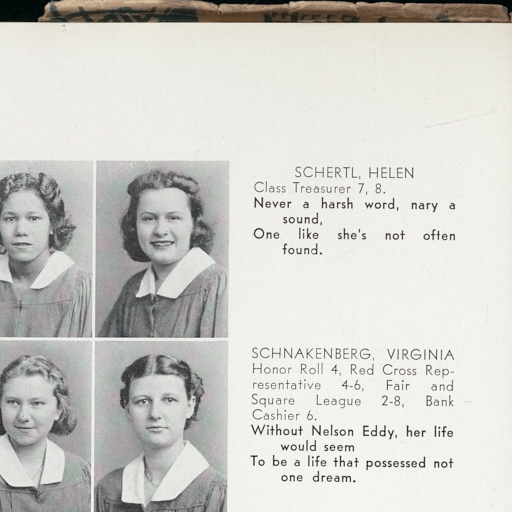 SCHERTL, HELEN
Class Treasurer 7, 8.
Never a harsh word, nary a
sound,
One like she's not often
found.
SCHNAKENBERG, VIRGINIA
Honor Roll 4, Red Cross Rep-
resentative 4-6, Fair and
Square League 2-8, Bank
Cashier 6.
Without Nelson Eddy, her life
would seem
To be a life that possessed not
one dream.